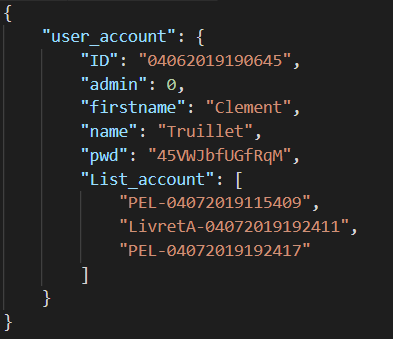 {
"user_account": {
"ID": "04062019190645",
"admin": 0,
"firstname": "Clement",
"name": "Truillet",
"pwd": "45VWJbfUGfRqM",
"List_account": [
"PEL-04072019115409",
"LivretA-04072019192411",
"PEL-04072019192417"
]
}
}